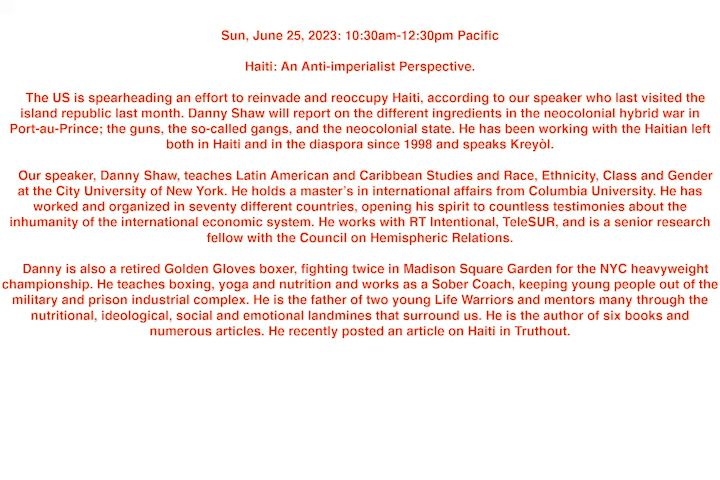 Sun, June 25, 2023: 10:30am-12:30pm Pacific
Haiti: An Anti-imperialist Perspective.
The US is spearheading an effort to reinvade and reoccupy Haiti, according to our speaker who last visited the
island republic last month. Danny Shaw will report on the different ingredients in the neocolonial hybrid war in
Port-au-Prince; the guns, the so-called gangs, and the neocolonial state. He has been working with the Haitian left
both in Haiti and in the diaspora since 1998 and speaks Kreyòl.
Our speaker, Danny Shaw, teaches Latin American and Caribbean Studies and Race, Ethnicity, Class and Gender
at the City University of New York. He holds a master's in international affairs from Columbia University. He has
worked and organized in seventy different countries, opening his spirit to countless testimonies about the
inhumanity of the international economic system. He works with RT Intentional, TeleSUR, and is a senior research
fellow with the Council on Hemispheric Relations.
Danny is also a retired Golden Gloves boxer, fighting twice in Madison Square Garden for the NYC heavyweight
championship. He teaches boxing, yoga and nutrition and works as a Sober Coach, keeping young people out of the
military and prison industrial complex. He is the father of two young Life Warriors and mentors many through the
nutritional, ideological, social and emotional landmines that surround us. He is the author of six books and
numerous articles. He recently posted an article on Haiti in Truthout.